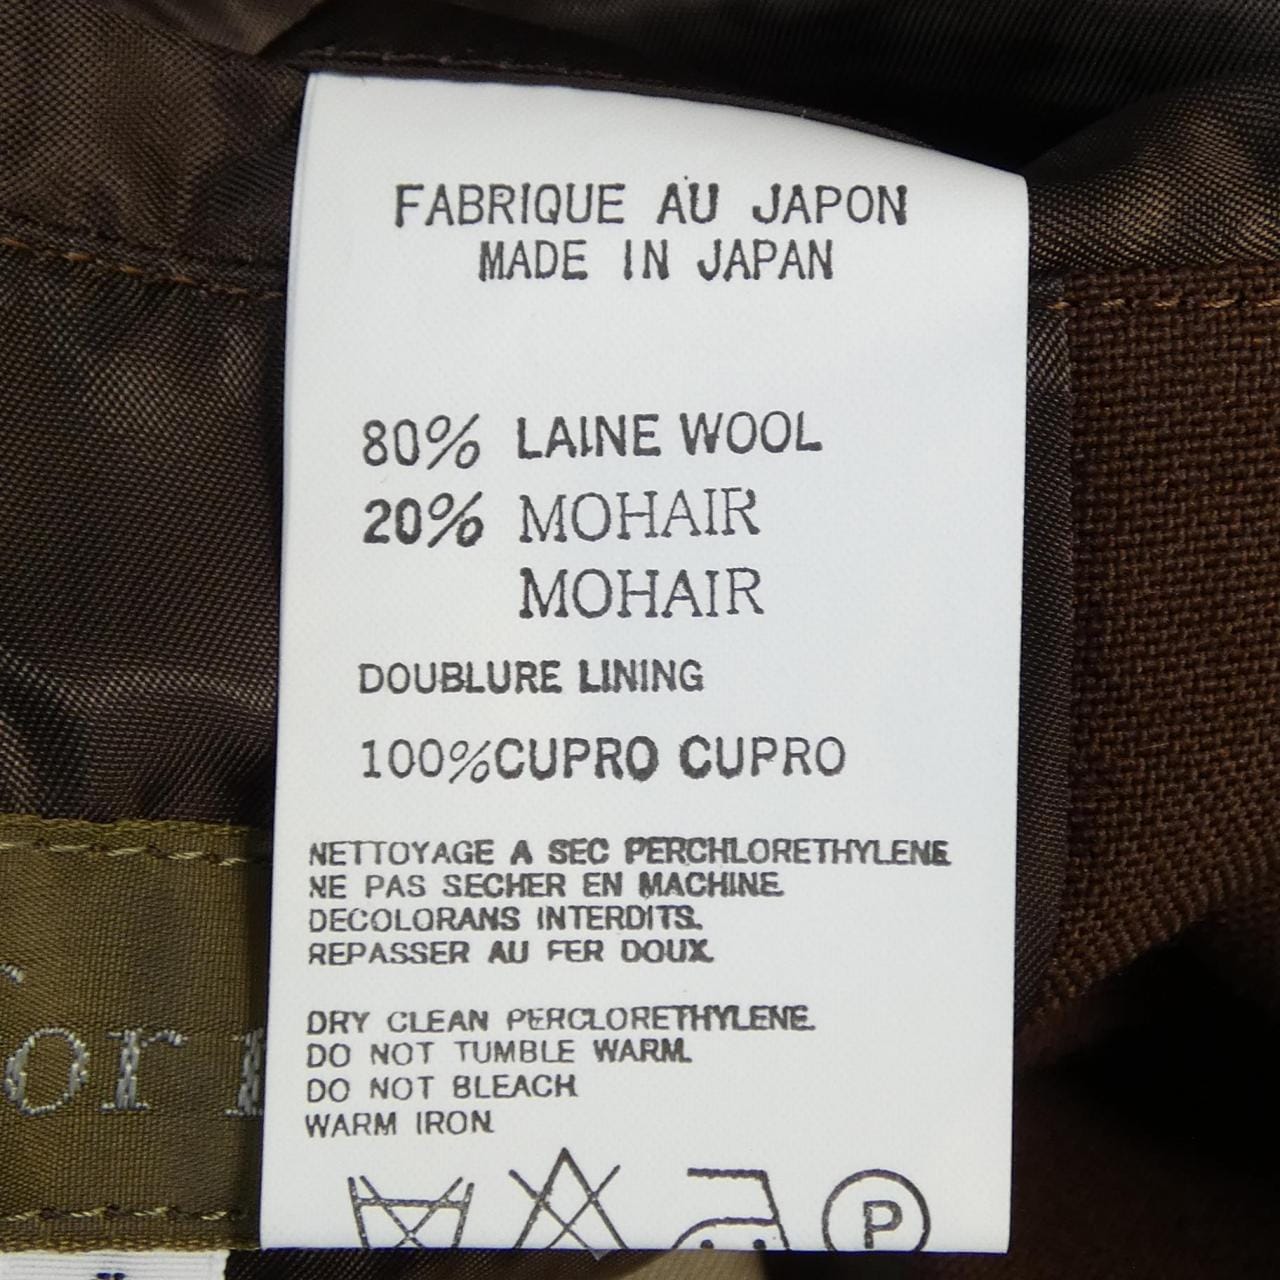 FABRIQUE AU JAPON
MADE IN JAPAN
80% LAINE WOOL
20% MOHAIR
MOHAIR
DOUBLURE LINING
100%CUPRO CUPRO
NETTOYAGE A SEC PERCHLORETHYLENE
NE PAS SECHER EN MACHINE
DECOLORANS INTERDITS.
REPASSER AU FER DOUX.
DRY CLEAN PERCLORETHYLENE.
DO NOT TUMBLE WARM.
DO NOT BLEACH
WARM IRON.
P
or